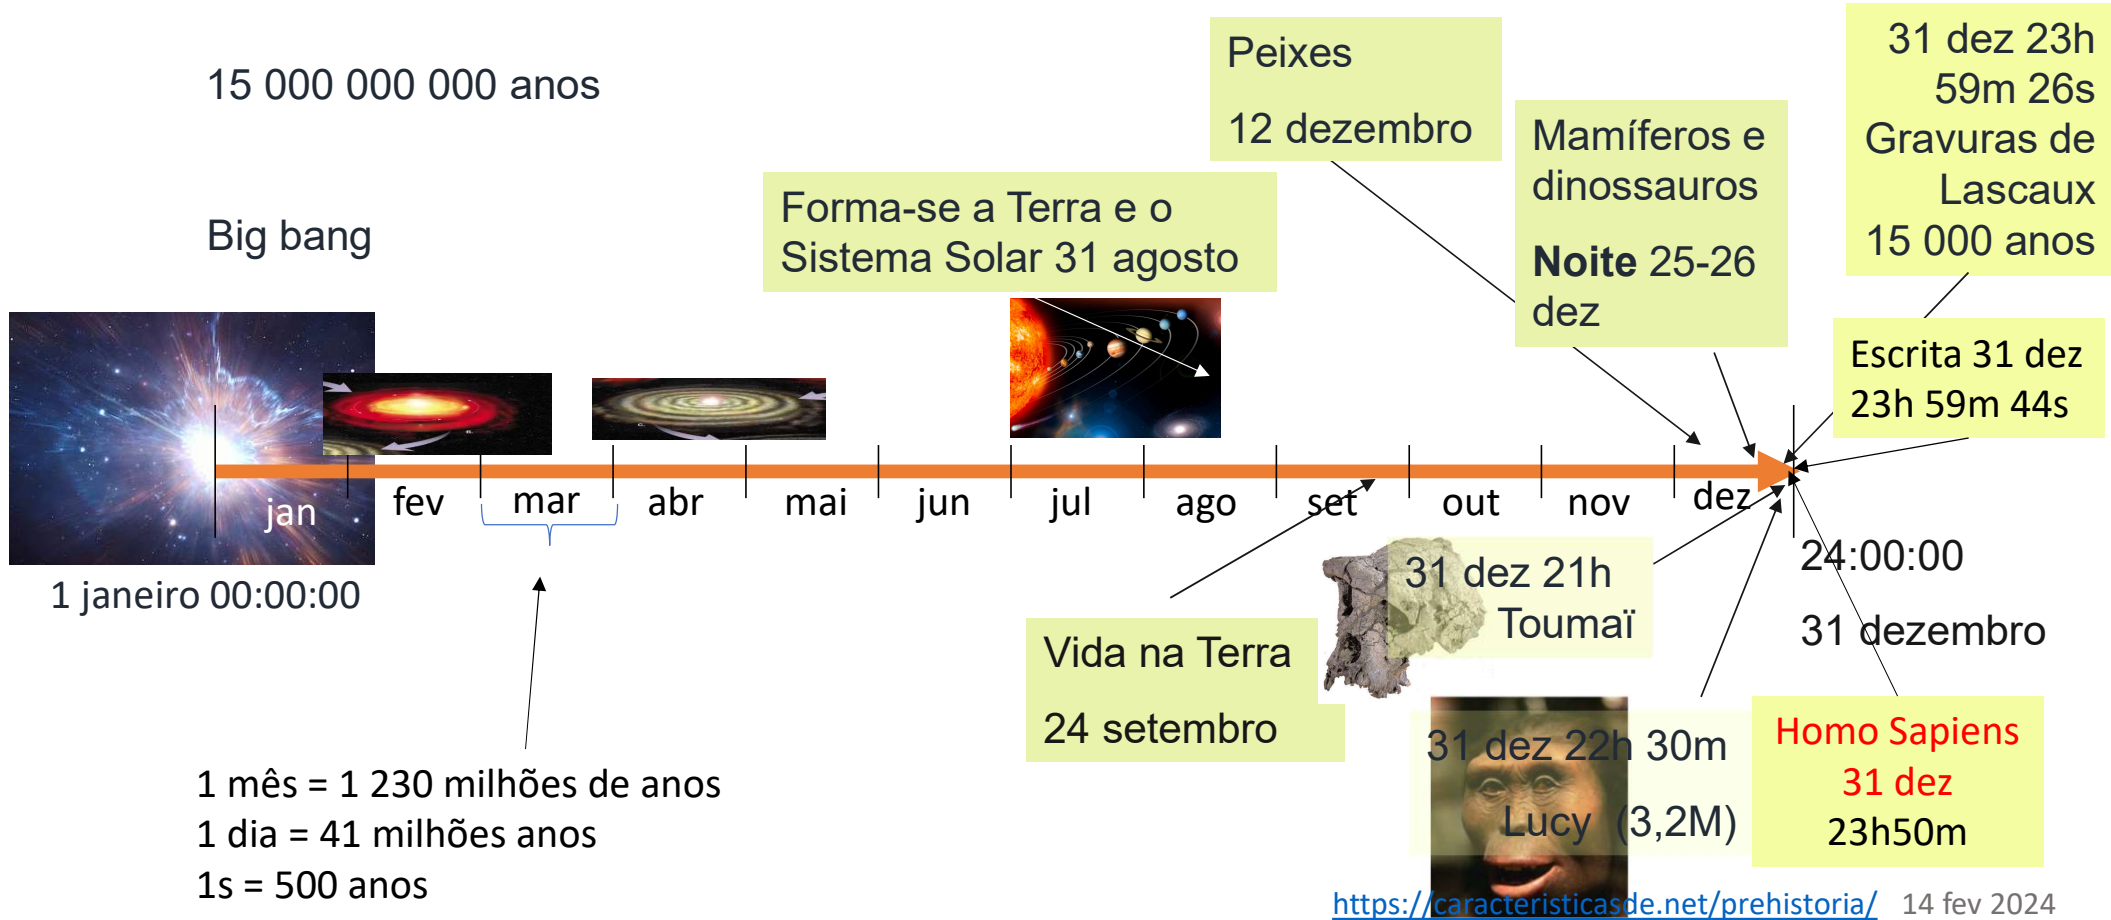 15 000 000 000 anos
Big bang
1 janeiro 00:00:00
Forma-se a Terra e o
Sistema Solar 31 agosto
Peixes
12 dezembro
Mamíferos e
dinossauros
Noite 25-26
dez
31 dez 23h
59m 26s
Gravuras de
Lascaux
15 000 anos
Escrita 31 dez
23h 59m 44s
jan fev mar abr mai jun jul ago set out nov dez
24:00:00
31 dezembro
31 dez 21h
Toumaï
Vida na Terra
24 setembro
31 dez 22h 30m
Lucy (3,2M)
Homo Sapiens
31 dez
23h50m
1 mês = 1 230 milhões de anos
1 dia = 41 milhões anos
1s = 500 anos
https://caracteristicasde.net/prehistoria/ 14 fev 2024